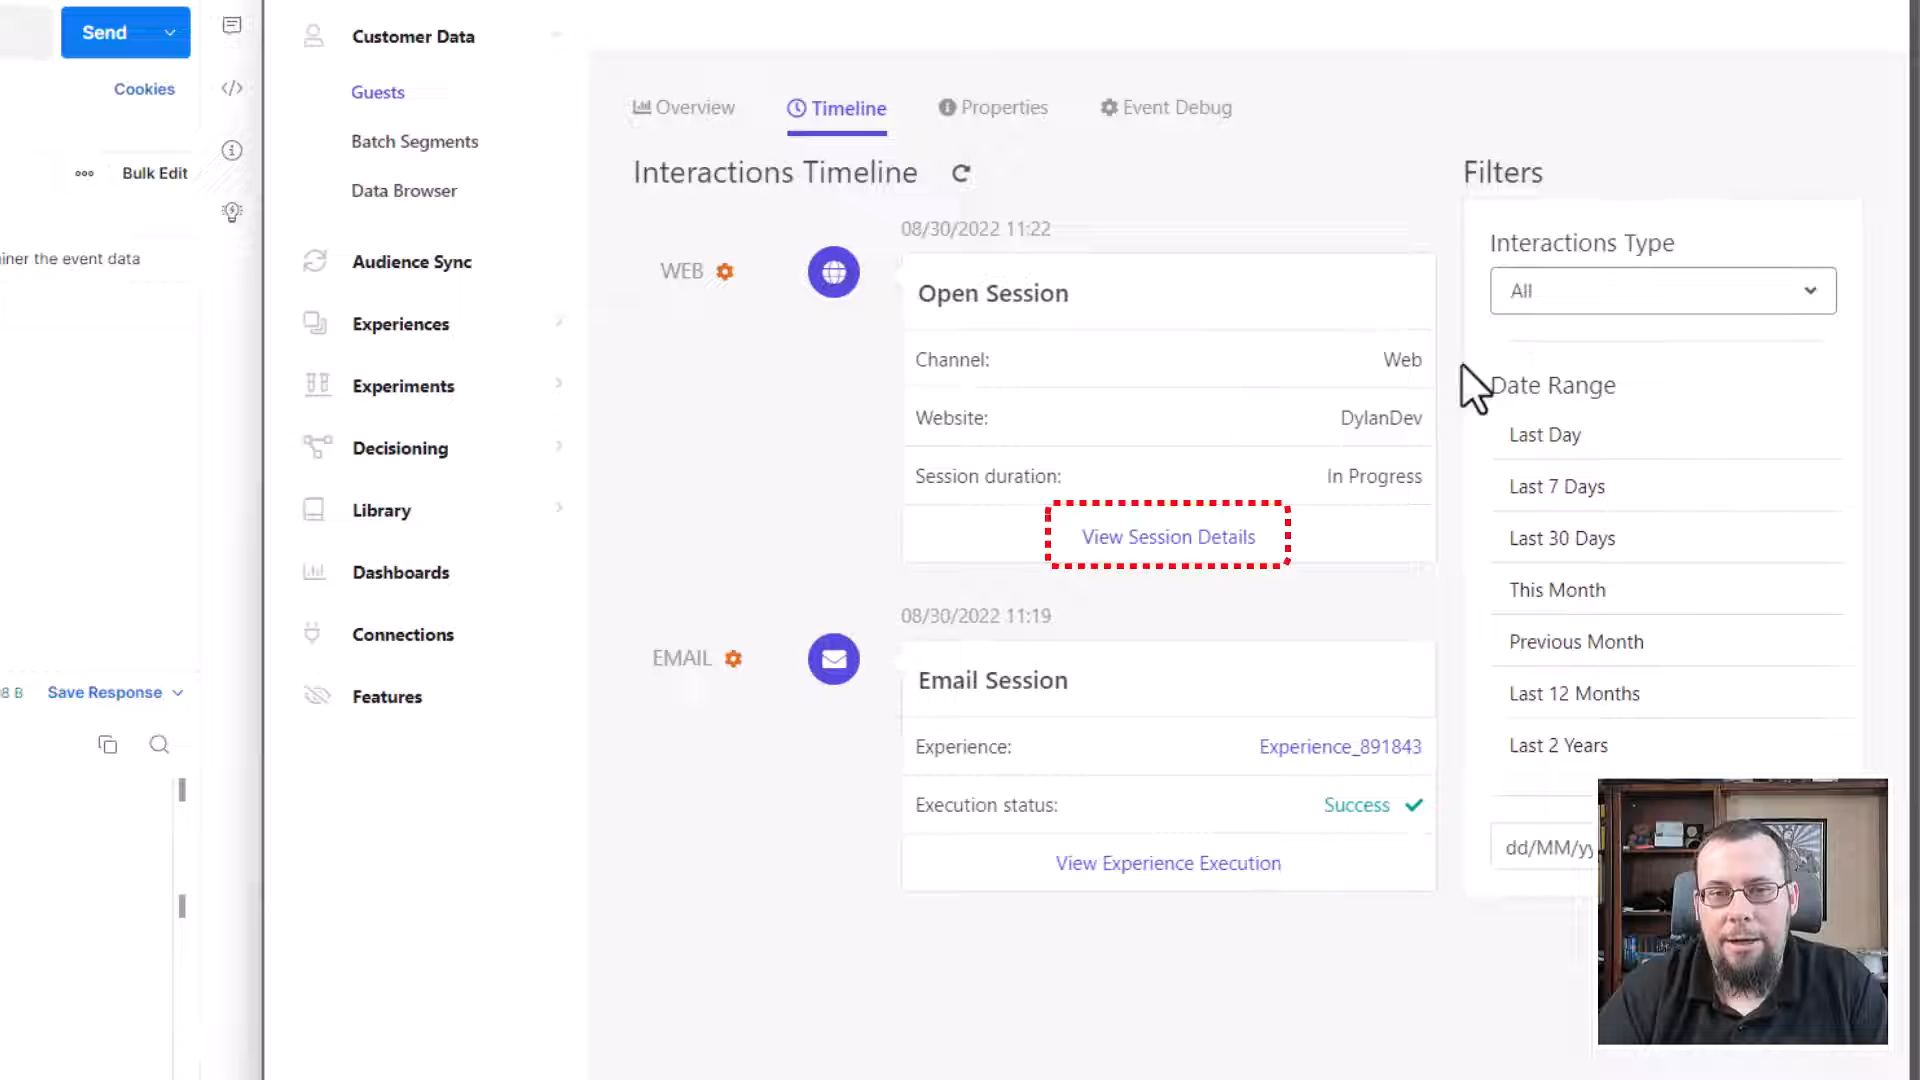 Send
Cookies
Bulk Edit
iner the event data
8 B Save Response
Customer Data
Guests
Batch Segments
Data Browser
Audience Sync
Experiences
Experiments
Decisioning
Library
Dashboards
Connections
Features
Overview
Timeline
Properties
Event Debug
Interactions Timeline
08/30/2022 11:22
WEB
Open Session
Channel: Web
Website: DylanDev
Session duration: In Progress
View Session Details
08/30/2022 11:19
EMAIL
Email Session
Experience: Experience_891843
Execution status: Success
View Experience Execution
Filters
Interactions Type
All
Date Range
Last Day
Last 7 Days
Last 30 Days
This Month
Previous Month
Last 12 Months
Last 2 Years
dd/MM/yy